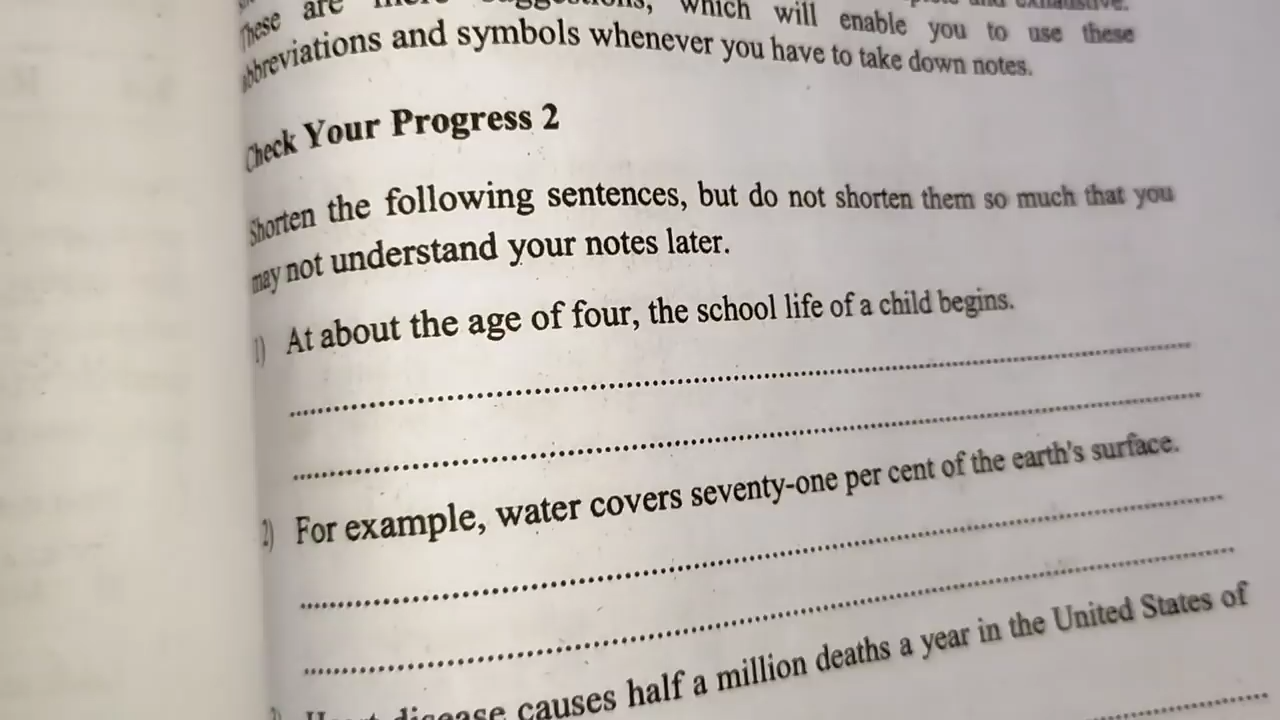 These are mere suggestions, which will enable you to use these
abbreviations and symbols whenever you have to take down notes.
Check Your Progress 2
Shorten the following sentences, but do not shorten them so much that you
may not understand your notes later.
1) At about the age of four, the school life of a child begins.
2) For example, water covers seventy-one per cent of the earth's surface.
3) Heart disease causes half a million deaths a year in the United States of